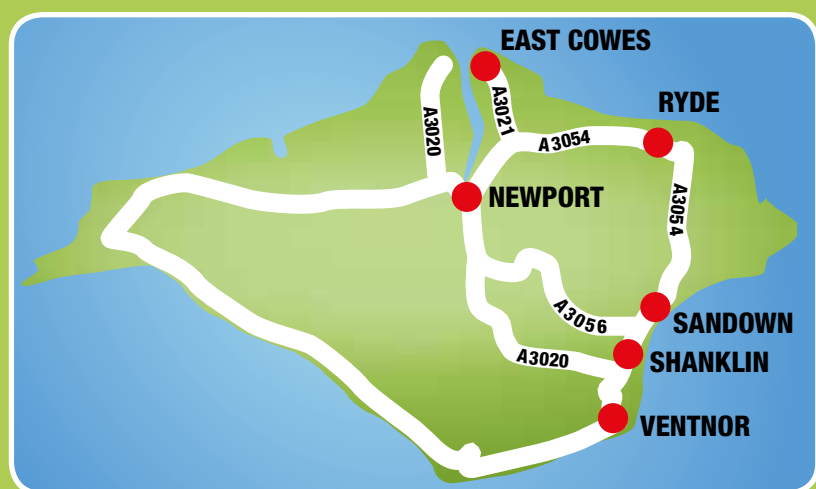 EAST COWES
RYDE
A3020
A3021
A3054
NEWPORT
A3054
A3056
SANDOWN
A3020
SHANKLIN
VENTNOR